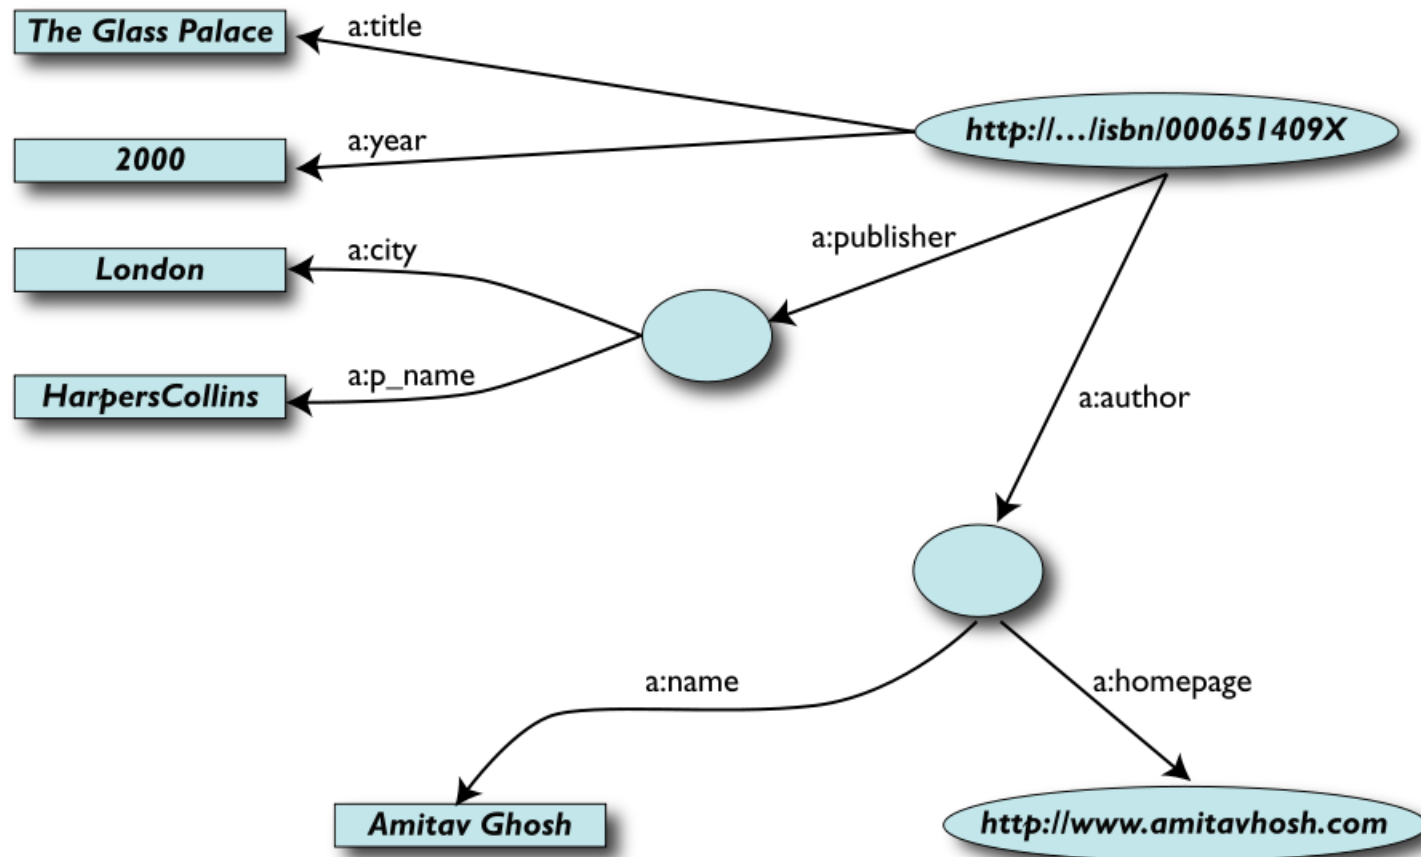 The Glass Palace
a:title
http://…/isbn/000651409X
a:year
2000
a:publisher
a:city
London
a:p_name
HarpersCollins
a:author
a:name
a:homepage
Amitav Ghosh
http://www.amitavhosh.com